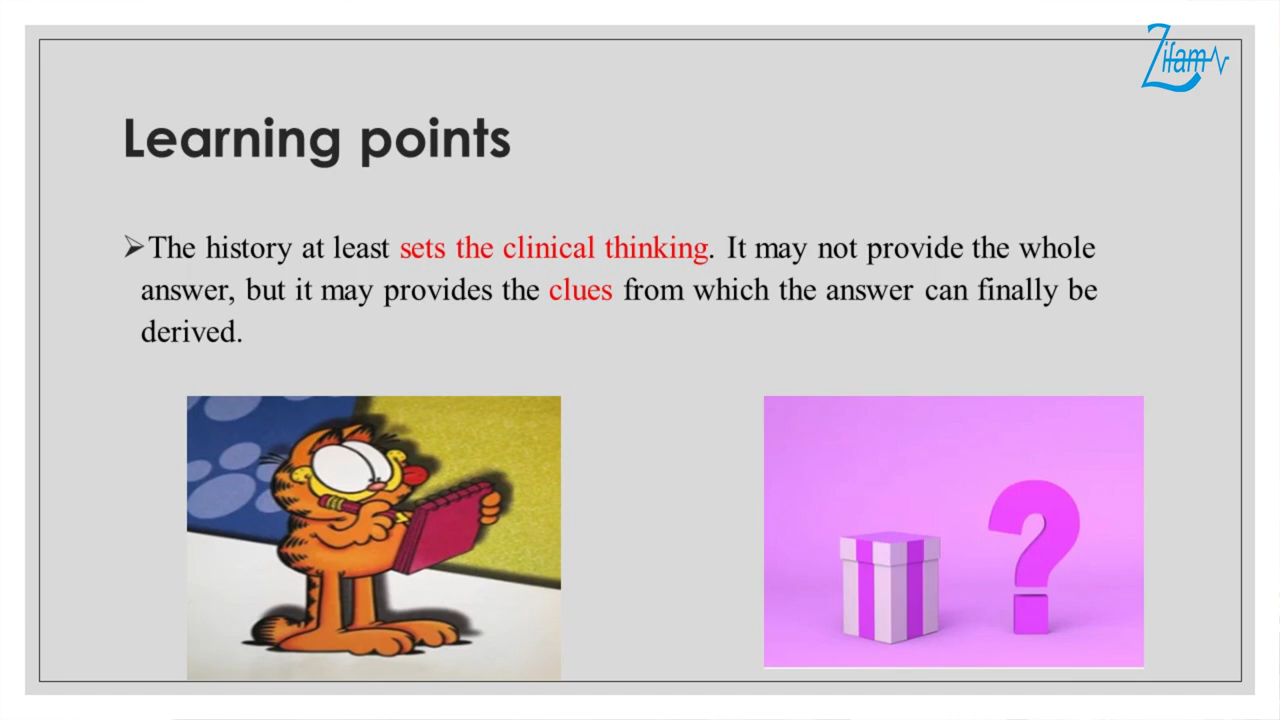 Zifam
Learning points
➢The history at least sets the clinical thinking. It may not provide the whole
answer, but it may provides the clues from which the answer can finally be
derived.
?